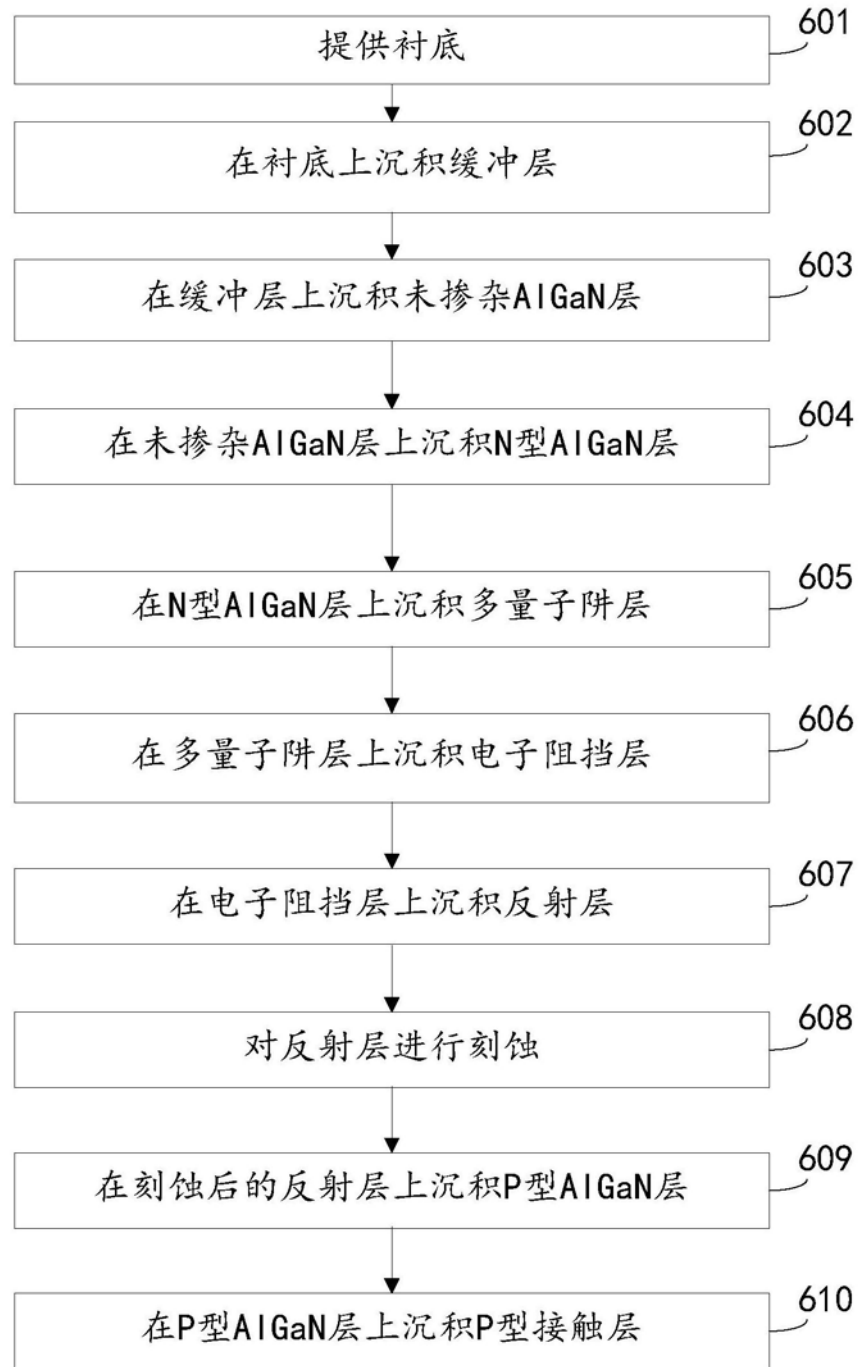 601
提供衬底
602
在衬底上沉积缓冲层
603
在缓冲层上沉积未掺杂AlGaN层
604
在未掺杂AlGaN层上沉积N型AlGaN层
605
在N型AlGaN层上沉积多量子阱层
606
在多量子阱层上沉积电子阻挡层
607
在电子阻挡层上沉积反射层
608
对反射层进行刻蚀
609
在刻蚀后的反射层上沉积P型AlGaN层
610
在P型AlGaN层上沉积P型接触层